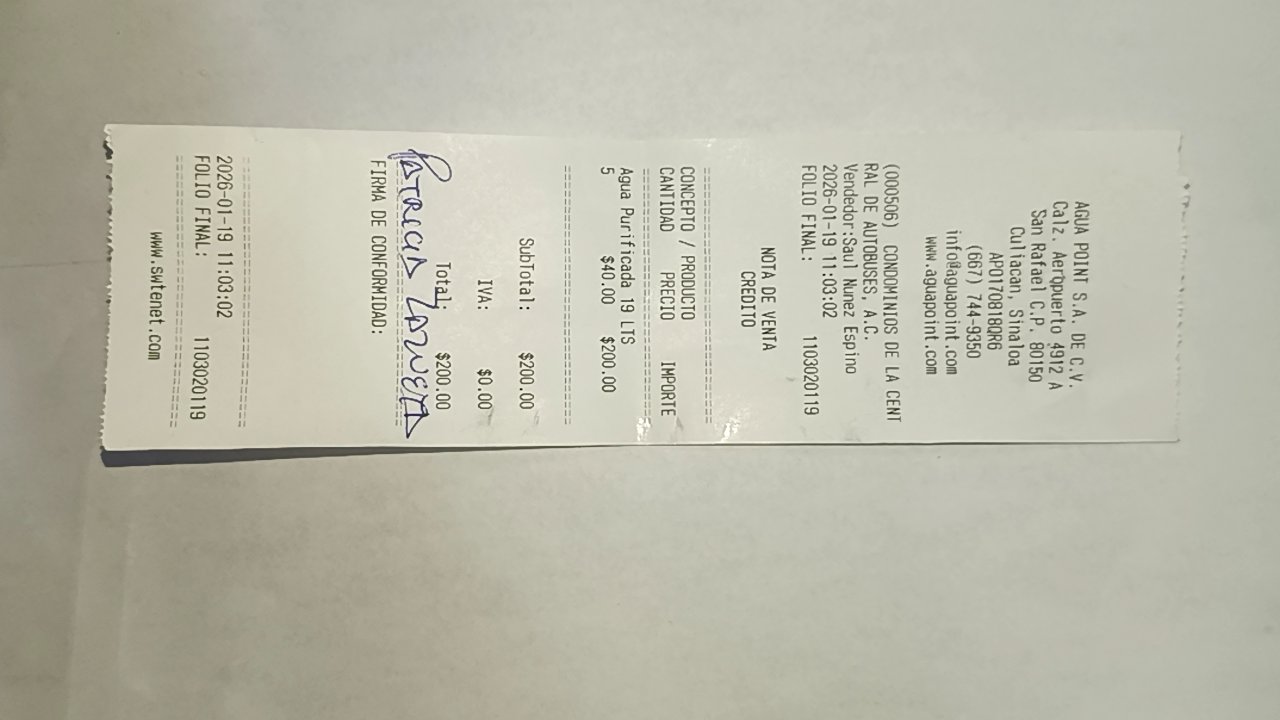 AGUA POINT S.A. DE C.V.
Calz. Aeropuerto 4912 A
San Rafael C.P. 80150
Culiacan, Sinaloa
APO170818QR6
(667) 744-9350
info@aguapoint.com
www.aguapoint.com
(000506) CONDOMINIOS DE LA CENT
RAL DE AUTOBUSES, A.C.
Vendedor:Saul Nunez Espino
2026-01-19 11:03:02
FOLIO FINAL: 1103020119
NOTA DE VENTA
CREDITO
CONCEPTO / PRODUCTO
CANTIDAD PRECIO IMPORTE
Agua Purificada 19 LTS
5 $40.00 $200.00
SubTotal: $200.00
IVA: $0.00
Total: $200.00
Patricia
FIRMA DE CONFORMIDAD:
2026-01-19 11:03:02
FOLIO FINAL: 1103020119
www.swtenet.com